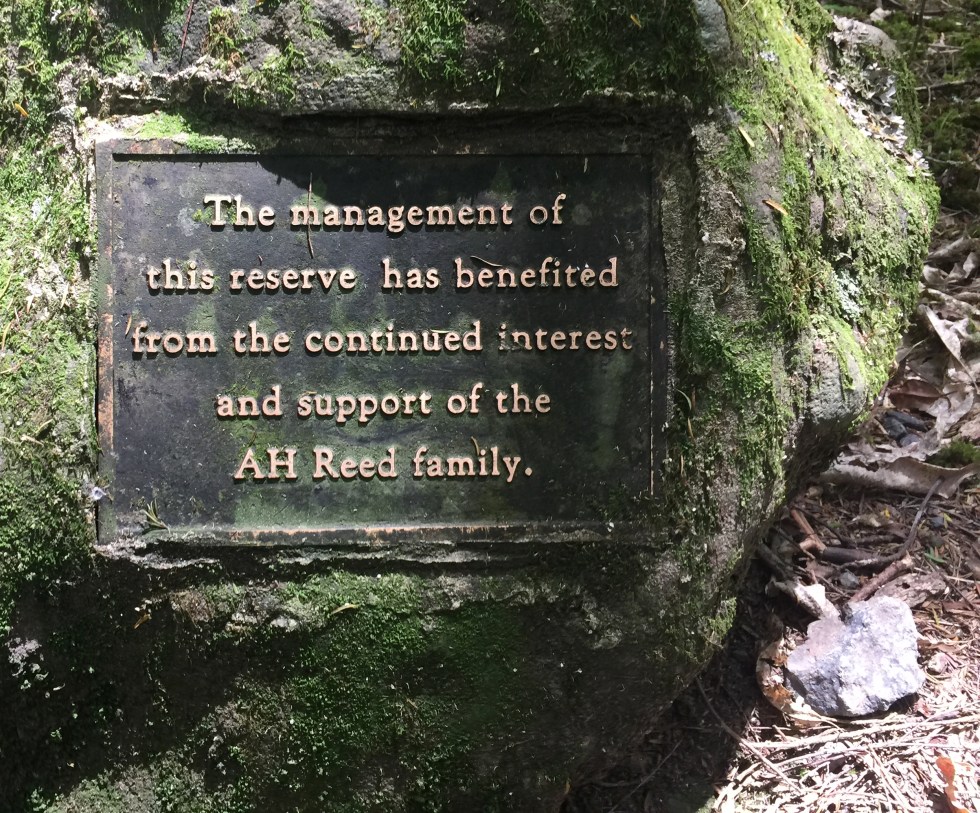 The management of
this reserve has benefited
from the continued interest
and support of the
AH Reed family.